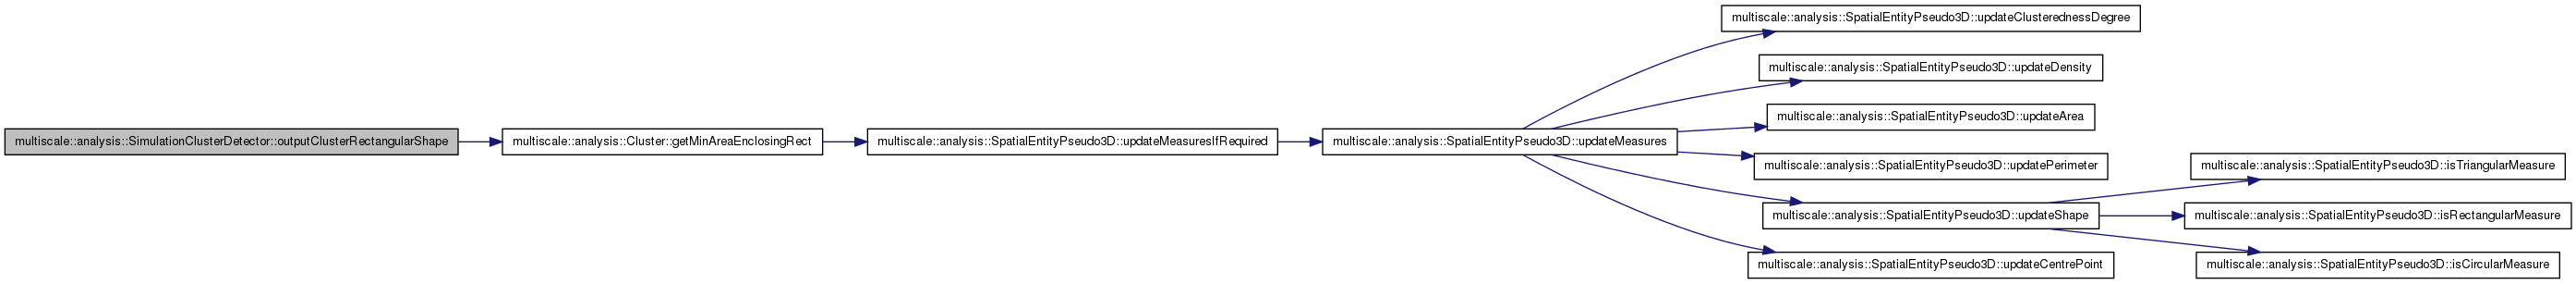 multiscale::analysis::SimulationClusterDetector::outputClusterRectangularShape
multiscale::analysis::Cluster::getMinAreaEnclosingRect
multiscale::analysis::SpatialEntityPseudo3D::updateMeasuresIfRequired
multiscale::analysis::SpatialEntityPseudo3D::updateMeasures
multiscale::analysis::SpatialEntityPseudo3D::updateClusterednessDegree
multiscale::analysis::SpatialEntityPseudo3D::updateDensity
multiscale::analysis::SpatialEntityPseudo3D::updateArea
multiscale::analysis::SpatialEntityPseudo3D::updatePerimeter
multiscale::analysis::SpatialEntityPseudo3D::updateShape
multiscale::analysis::SpatialEntityPseudo3D::updateCentrePoint
multiscale::analysis::SpatialEntityPseudo3D::isTriangularMeasure
multiscale::analysis::SpatialEntityPseudo3D::isRectangularMeasure
multiscale::analysis::SpatialEntityPseudo3D::isCircularMeasure